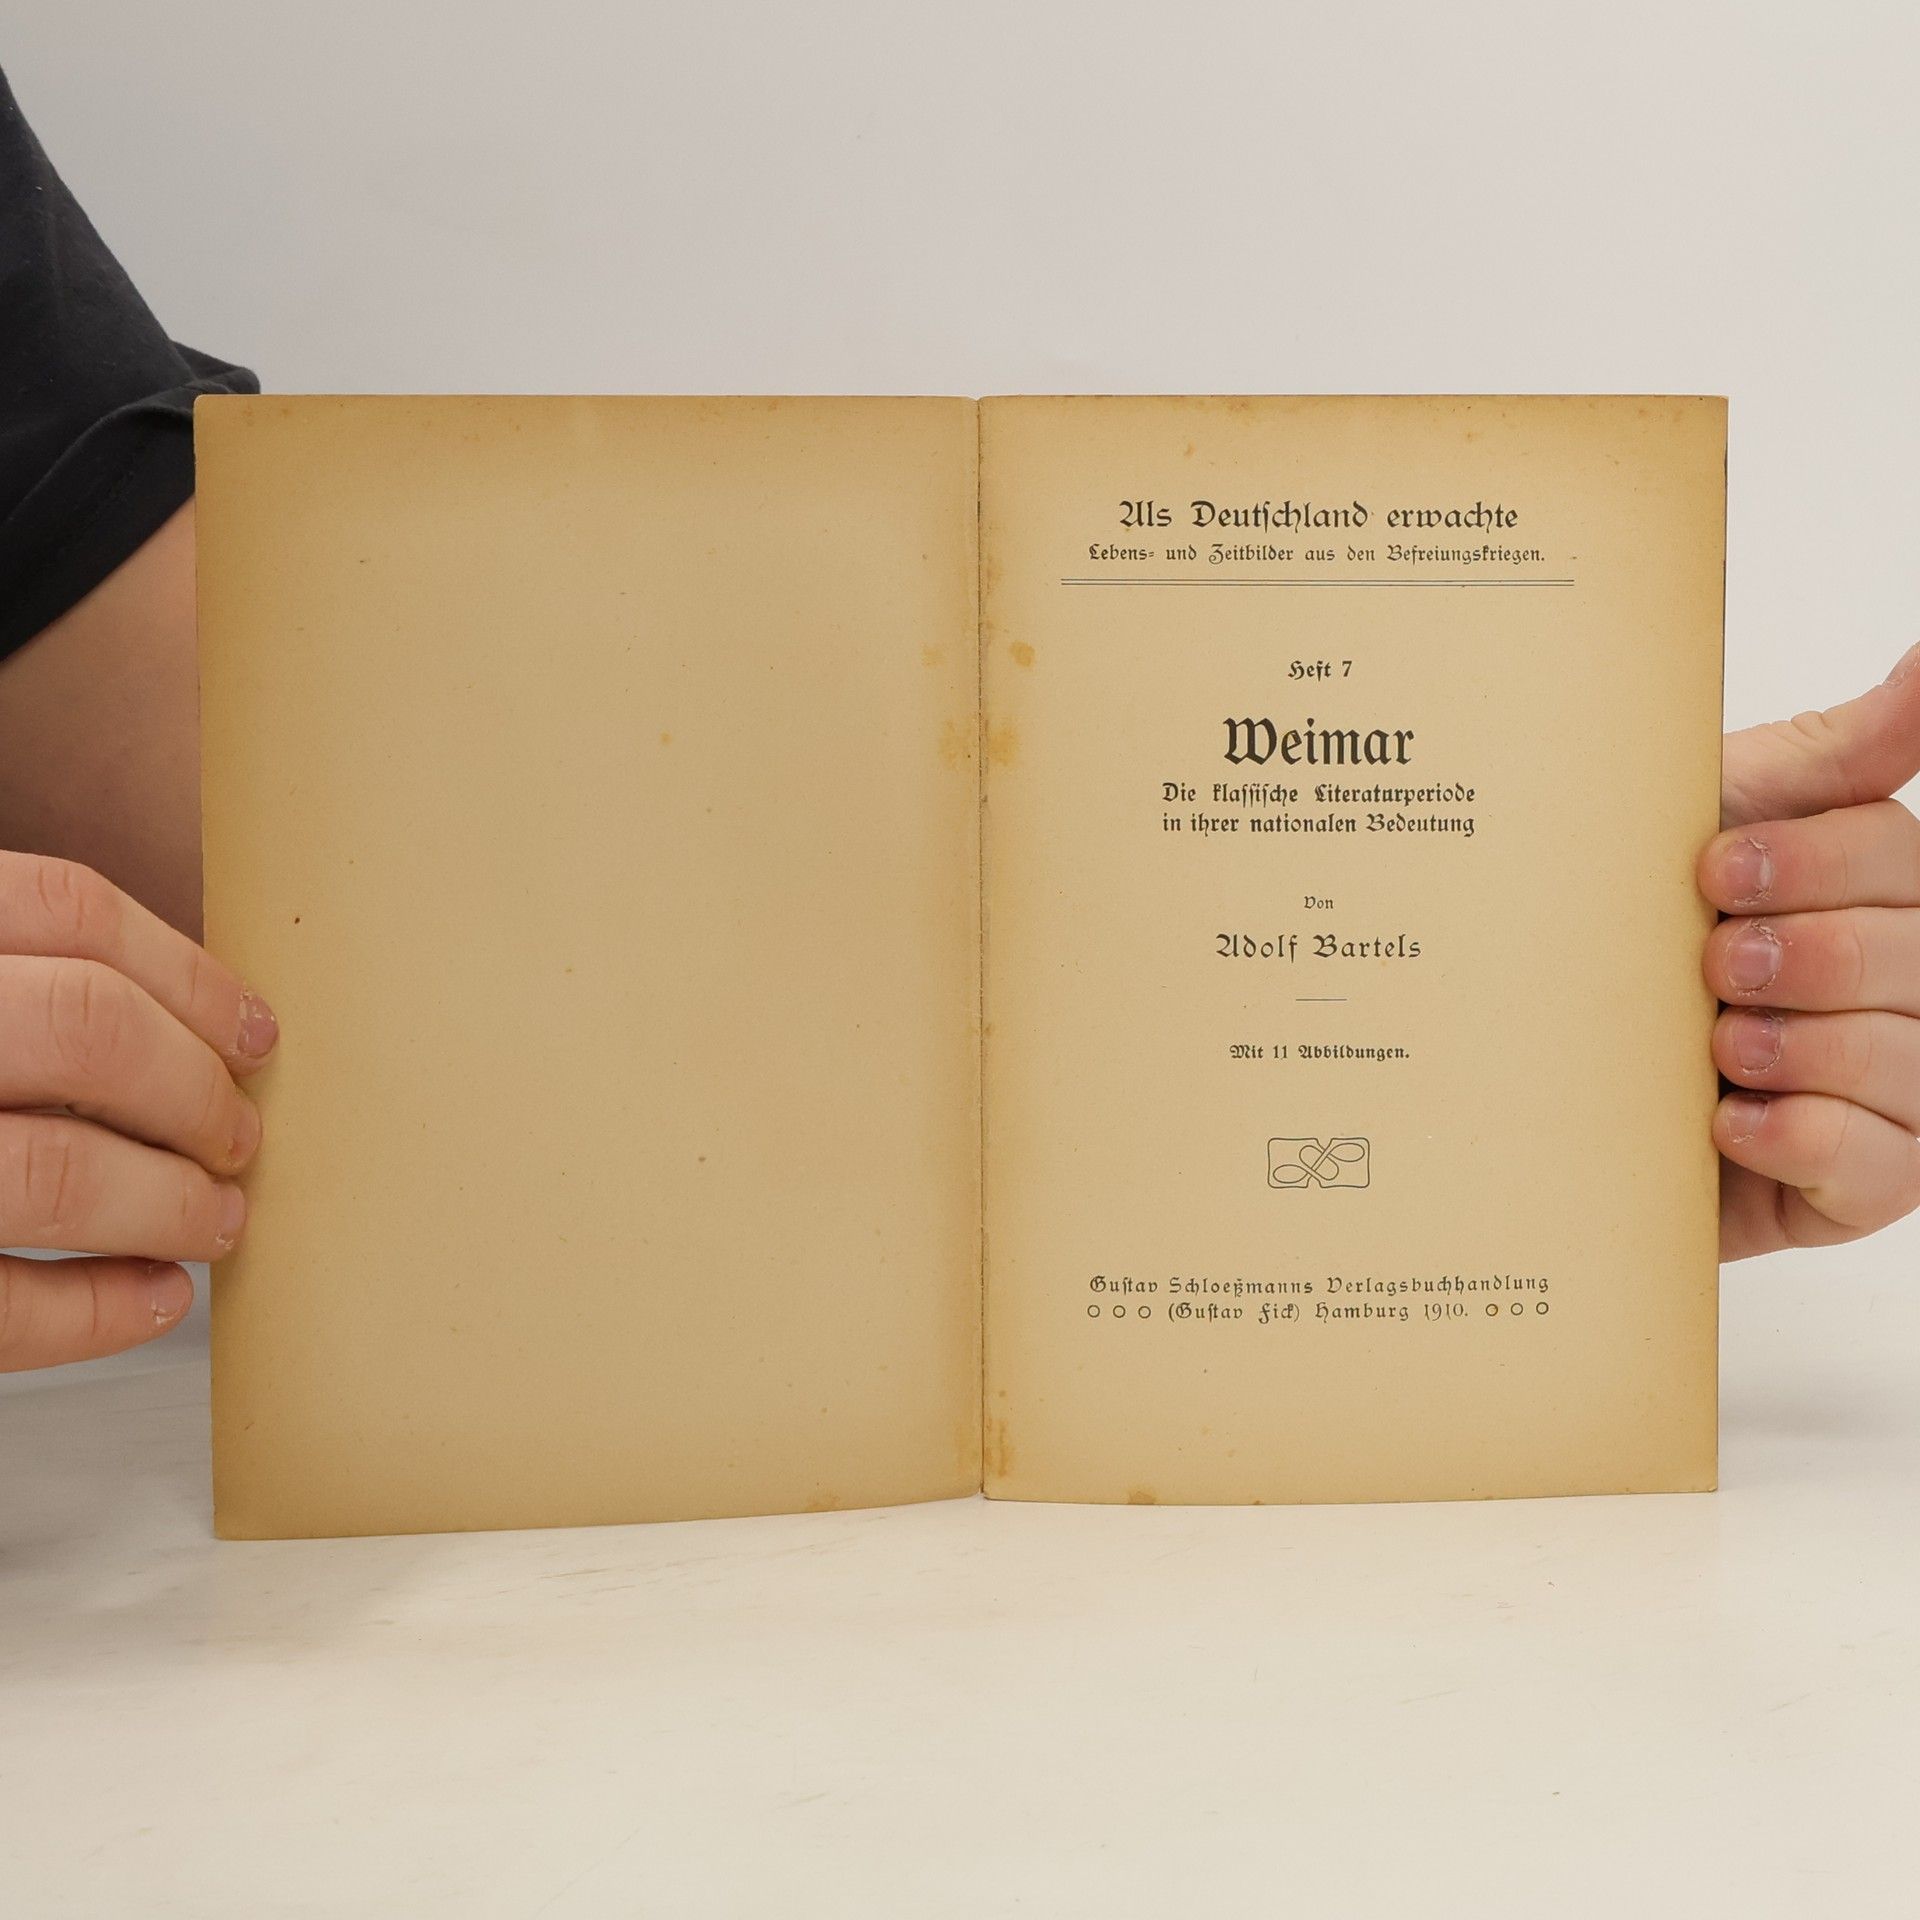 Als Deutschland erwachte
Lebens- und Zeitbilder aus den Befreiungskriegen.
Heft 7
Weimar
Die klassische Literaturperiode
in ihrer nationalen Bedeutung
Von
Adolf Bartels
Mit 11 Abbildungen.
Gustav Schloeßmanns Verlagsbuchhandlung
(Gustav Fick) Hamburg 1910.